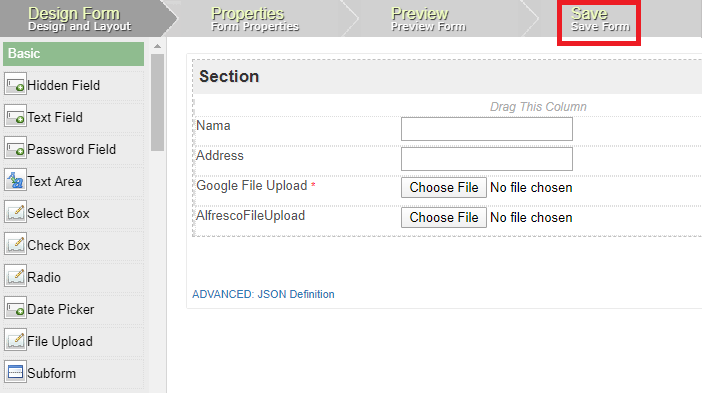 Design Form
Design and Layout
Properties
Form Properties
Preview
Preview Form
Save
Save Form
Basic
Hidden Field
Text Field
Password Field
Text Area
Select Box
Check Box
Radio
Date Picker
File Upload
Subform
Section
Drag This Column
Nama
Address
Google File Upload *
Choose File No file chosen
AlfrescoFileUpload
Choose File No file chosen
ADVANCED: JSON Definition